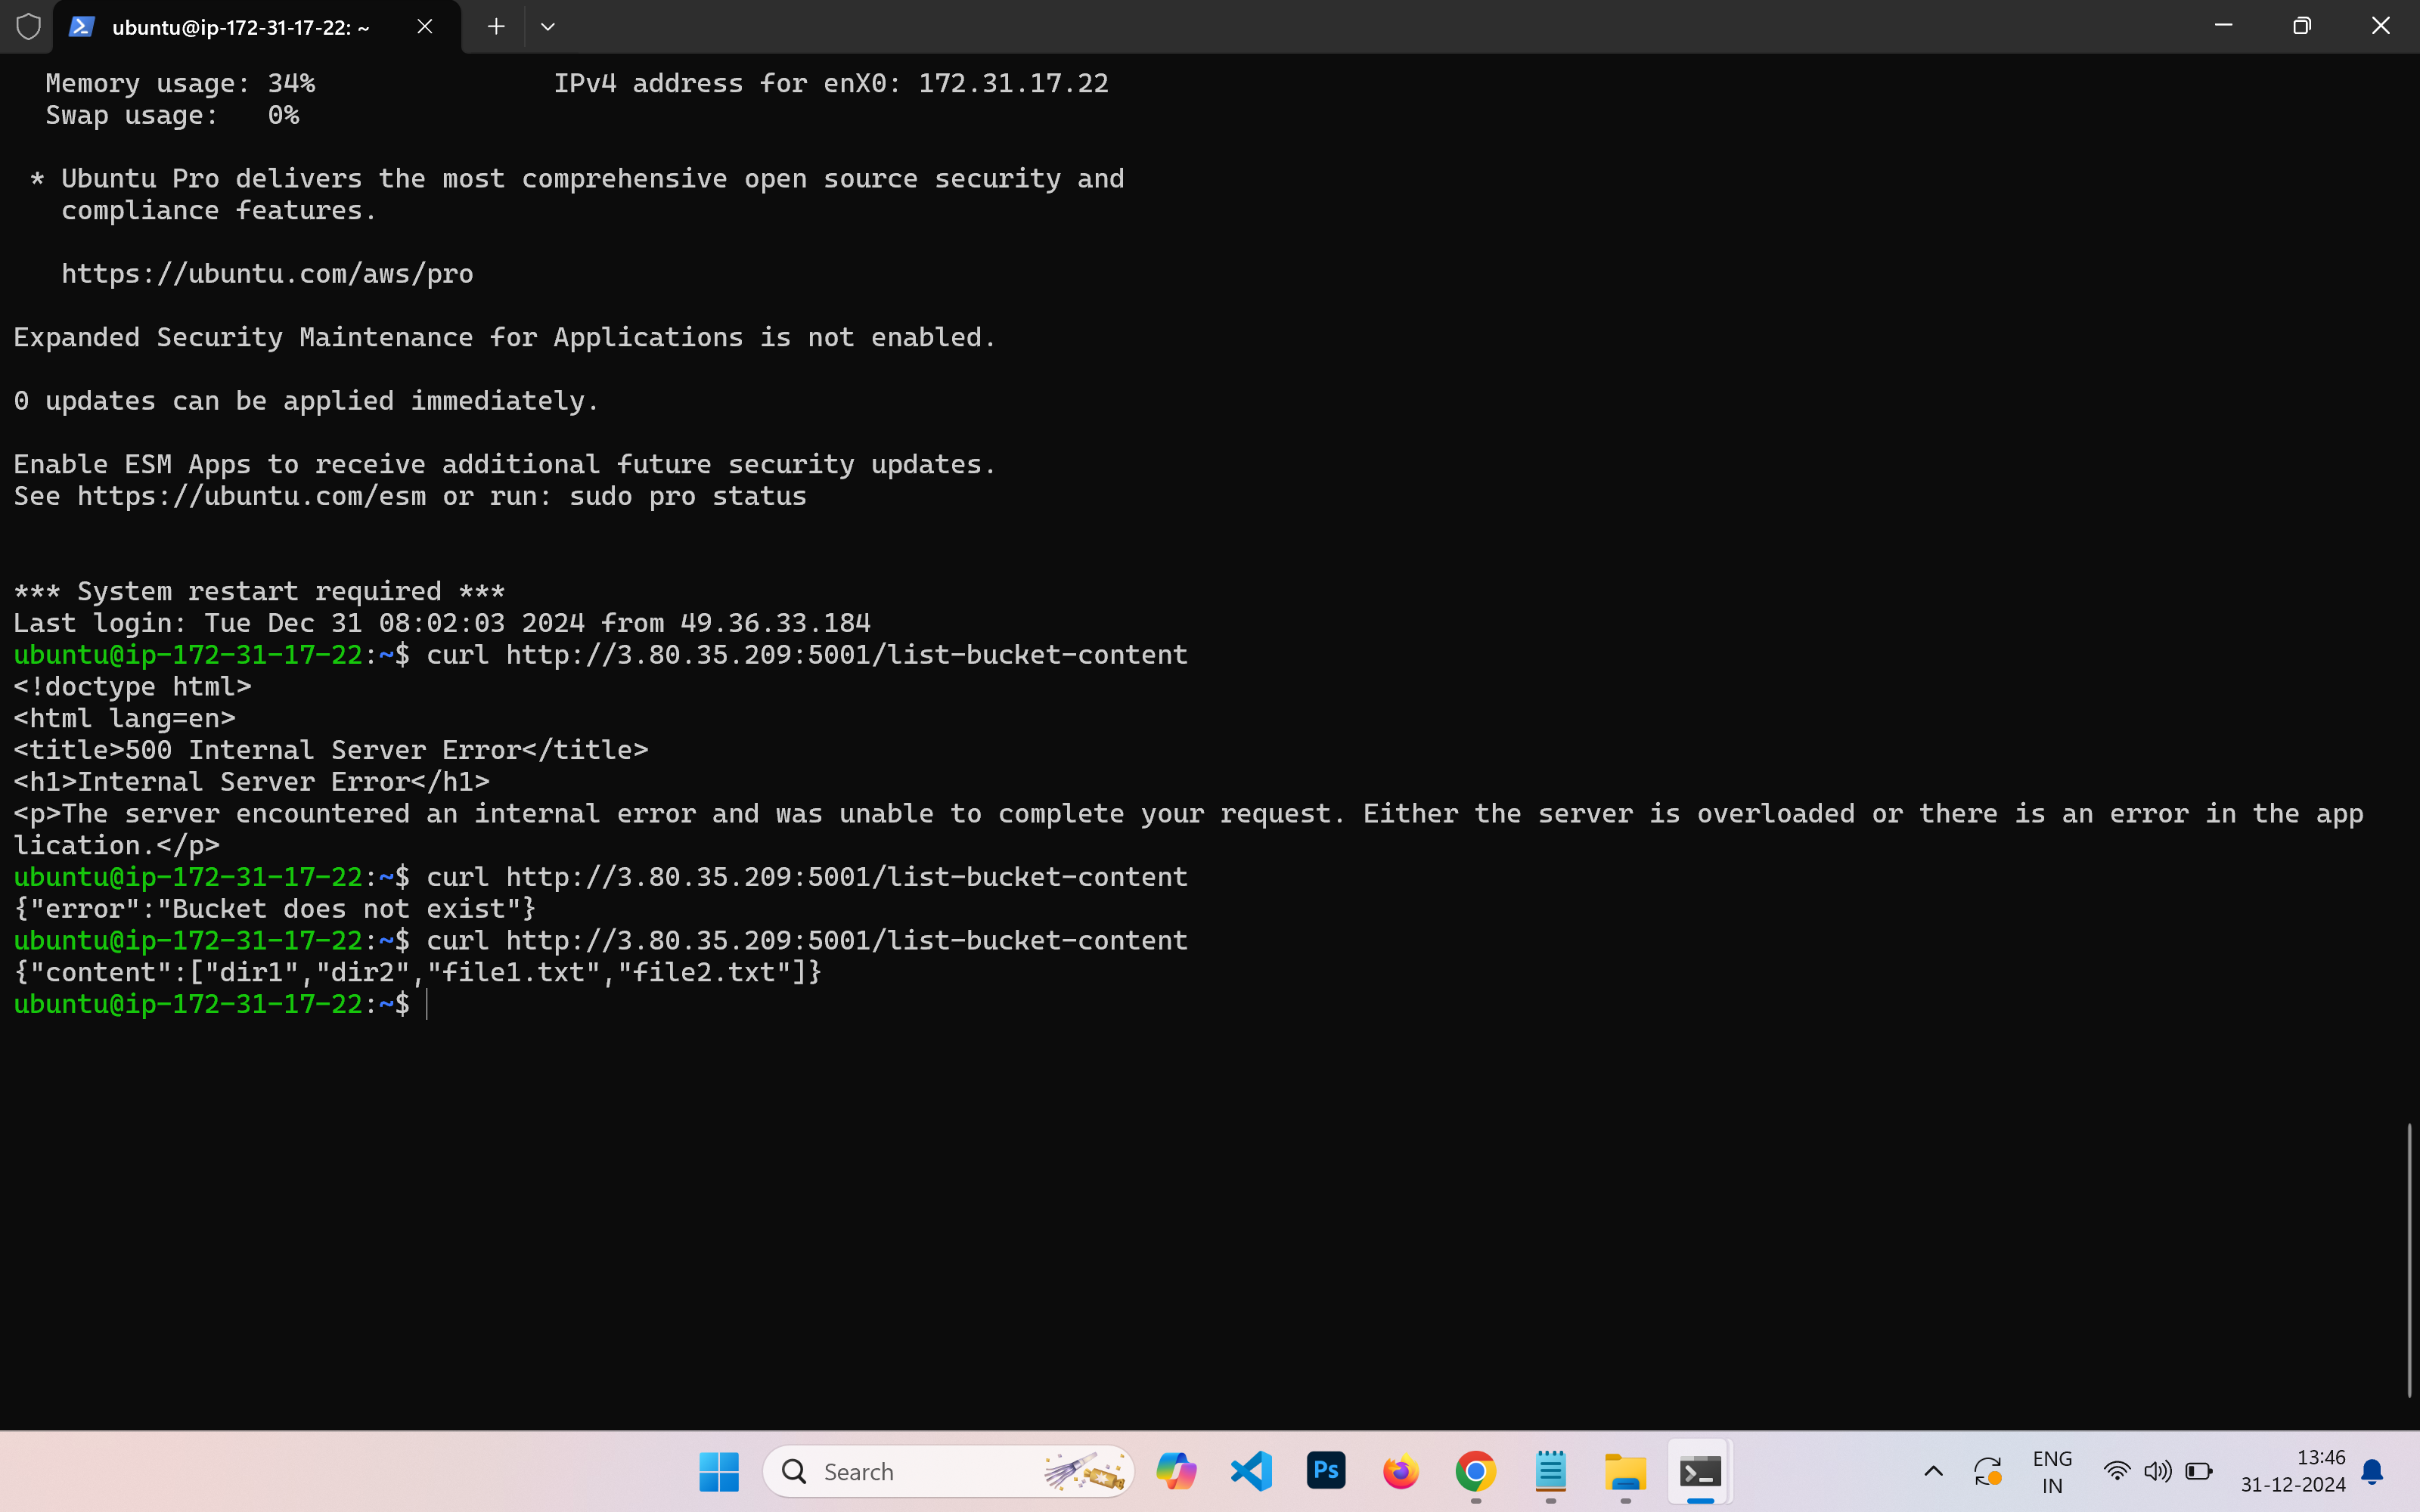 ubuntu@ip-172-31-17-22: ~
Memory usage: 34%                IPv4 address for enX0: 172.31.17.22
Swap usage:   0%
* Ubuntu Pro delivers the most comprehensive open source security and
compliance features.
https://ubuntu.com/aws/pro
Expanded Security Maintenance for Applications is not enabled.
0 updates can be applied immediately.
Enable ESM Apps to receive additional future security updates.
See https://ubuntu.com/esm or run: sudo pro status
*** System restart required ***
Last login: Tue Dec 31 08:02:03 2024 from 49.36.33.184
ubuntu@ip-172-31-17-22:~$ curl http://3.80.35.209:5001/list-bucket-content
<!doctype html>
<html lang=en>
<title>500 Internal Server Error</title>
<h1>Internal Server Error</h1>
<p>The server encountered an internal error and was unable to complete your request. Either the server is overloaded or there is an error in the app
lication.</p>
ubuntu@ip-172-31-17-22:~$ curl http://3.80.35.209:5001/list-bucket-content
{"error":"Bucket does not exist"}
ubuntu@ip-172-31-17-22:~$ curl http://3.80.35.209:5001/list-bucket-content
{"content":["dir1","dir2","file1.txt","file2.txt"]}
ubuntu@ip-172-31-17-22:~$
Search
Ps
ENG
IN
13:46
31-12-2024